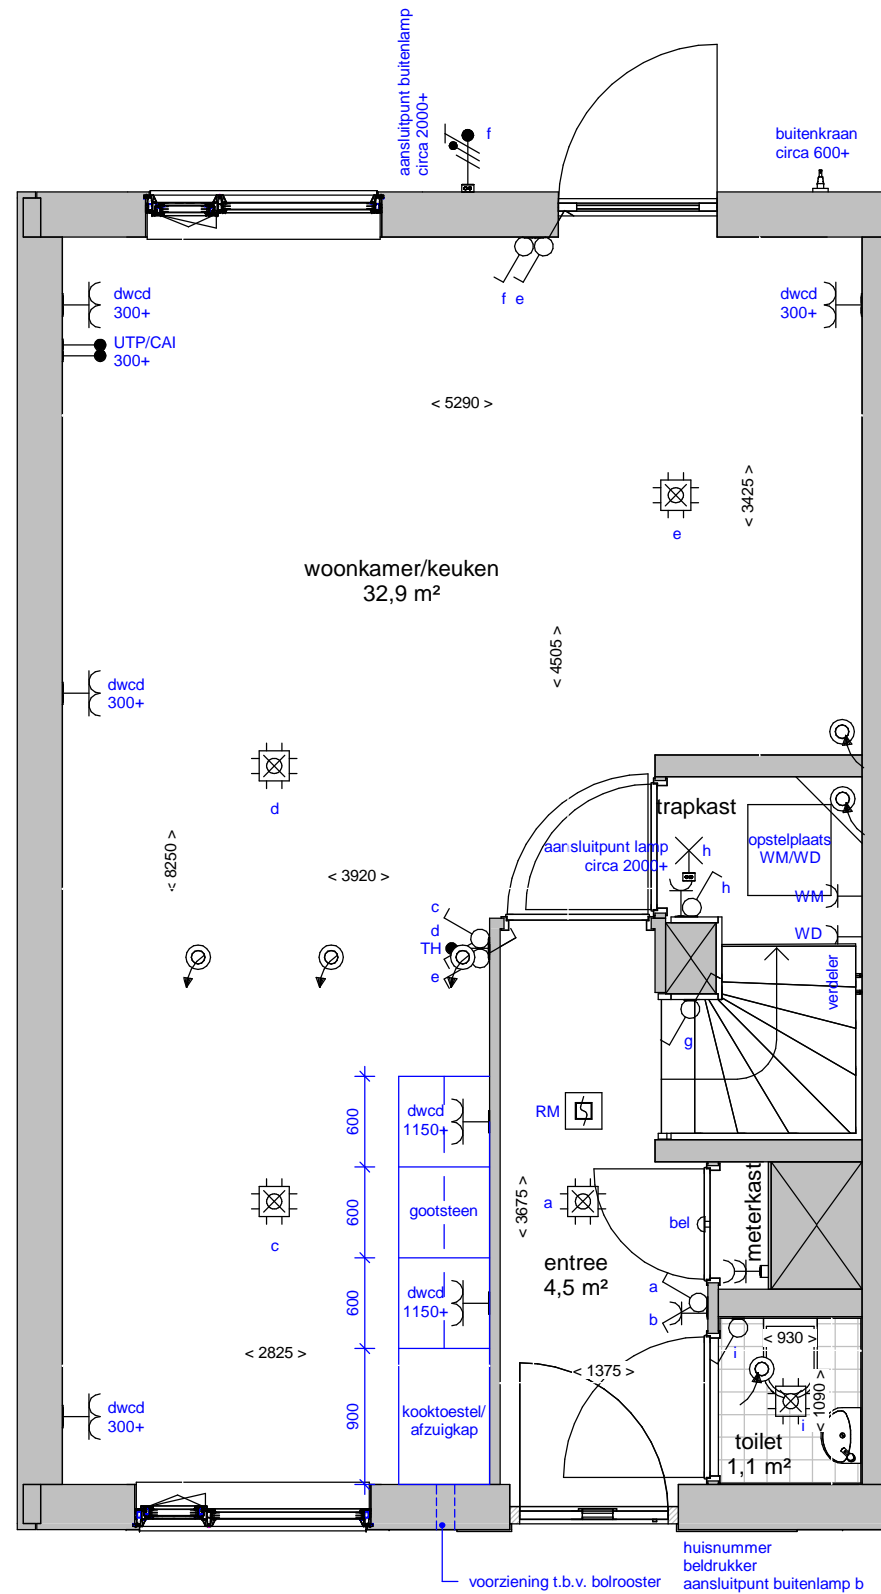 aansluitpunt buitenlamp
circa 2000+
f
buitenkraan
circa 600+
f e
dwcd
300+
dwcd
300+
UTP/CAI
300+
< 5290 >
< 3425 >
e
woonkamer/keuken
32,9 m²
< 4505 >
dwcd
300+
d
trapkast
aansluitpunt lamp
circa 2000+
h
opstelplaats
WM/WD
< 8250 >
< 3920 >
h
WM
c
d
TH
e
WD
verdeler
g
dwcd
1150+
600
RM
600
gootsteen
< 3675 >
a
bel
meterkast
c
entree
4,5 m²
600
dwcd
1150+
a
b
i
< 930 >
< 2825 >
< 1375 >
< 1090 >
dwcd
300+
900
kooktoestel/
afzuigkap
i
toilet
1,1 m²
huisnummer
beldrukker
aansluitpunt buitenlamp b
voorziening t.b.v. bolrooster